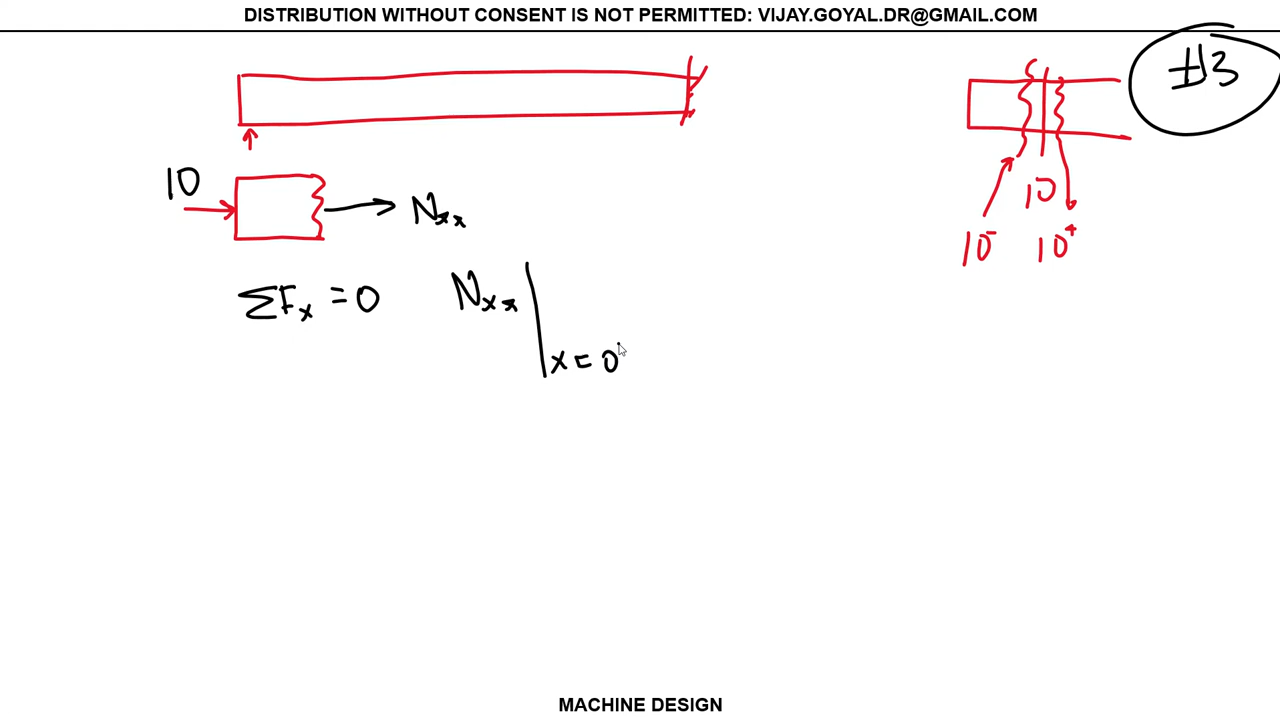 DISTRIBUTION WITHOUT CONSENT IS NOT PERMITTED: VIJAY.GOYAL.DR@GMAIL.COM
#3
10
Nxx
10
10⁻ 10⁺
ΣFx = 0 Nxx | x = 0
MACHINE DESIGN